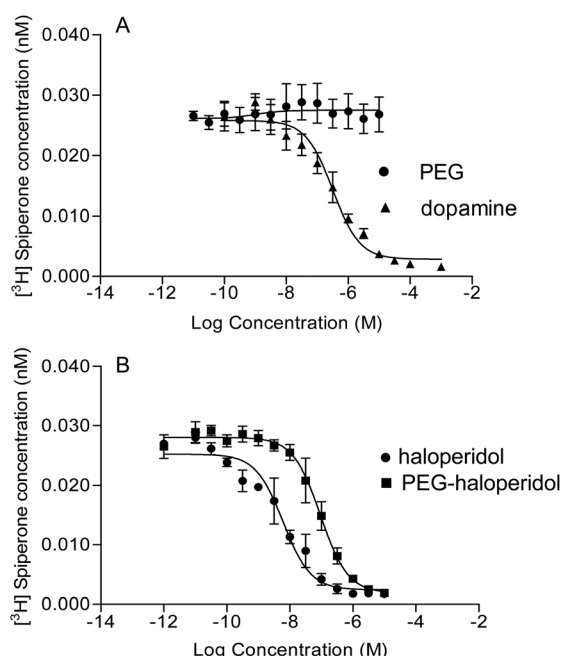 A
[³H] Spiperone concentration (nM)
0.040
0.030
0.020
0.010
0.000
PEG
dopamine
-14 -12 -10 -8 -6 -4 -2
Log Concentration (M)
B
[³H] Spiperone concentration (nM)
0.040
0.030
0.020
0.010
0.000
haloperidol
PEG-haloperidol
-14 -12 -10 -8 -6 -4 -2
Log Concentration (M)